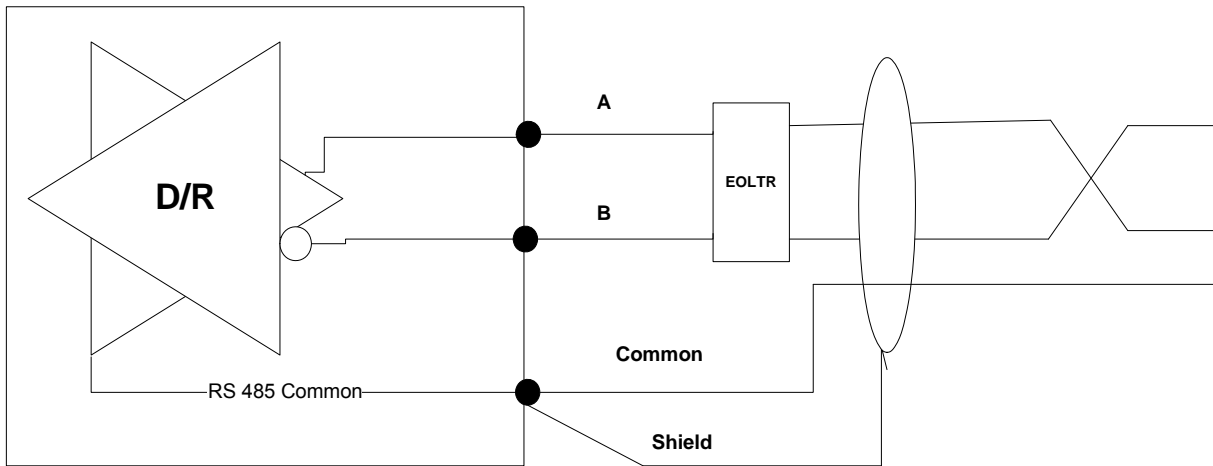 A
D/R
EOLTR
B
Common
RS 485 Common
Shield